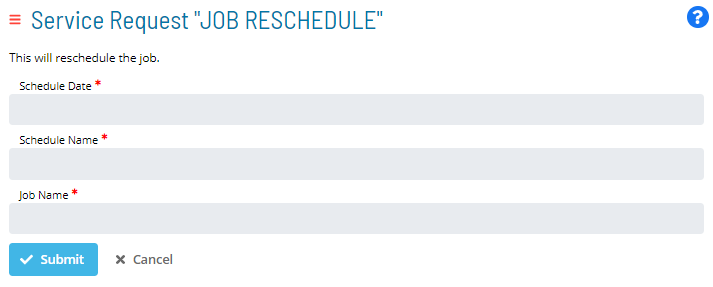 Service Request "JOB RESCHEDULE"
?
This will reschedule the job.
Schedule Date *
Schedule Name *
Job Name *
Submit
Cancel